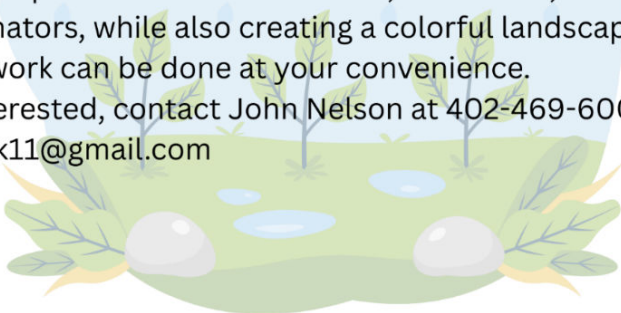 nators, while also creating a colorful landscap
work can be done at your convenience.
erested, contact John Nelson at 402-469-600
k11@gmail.com